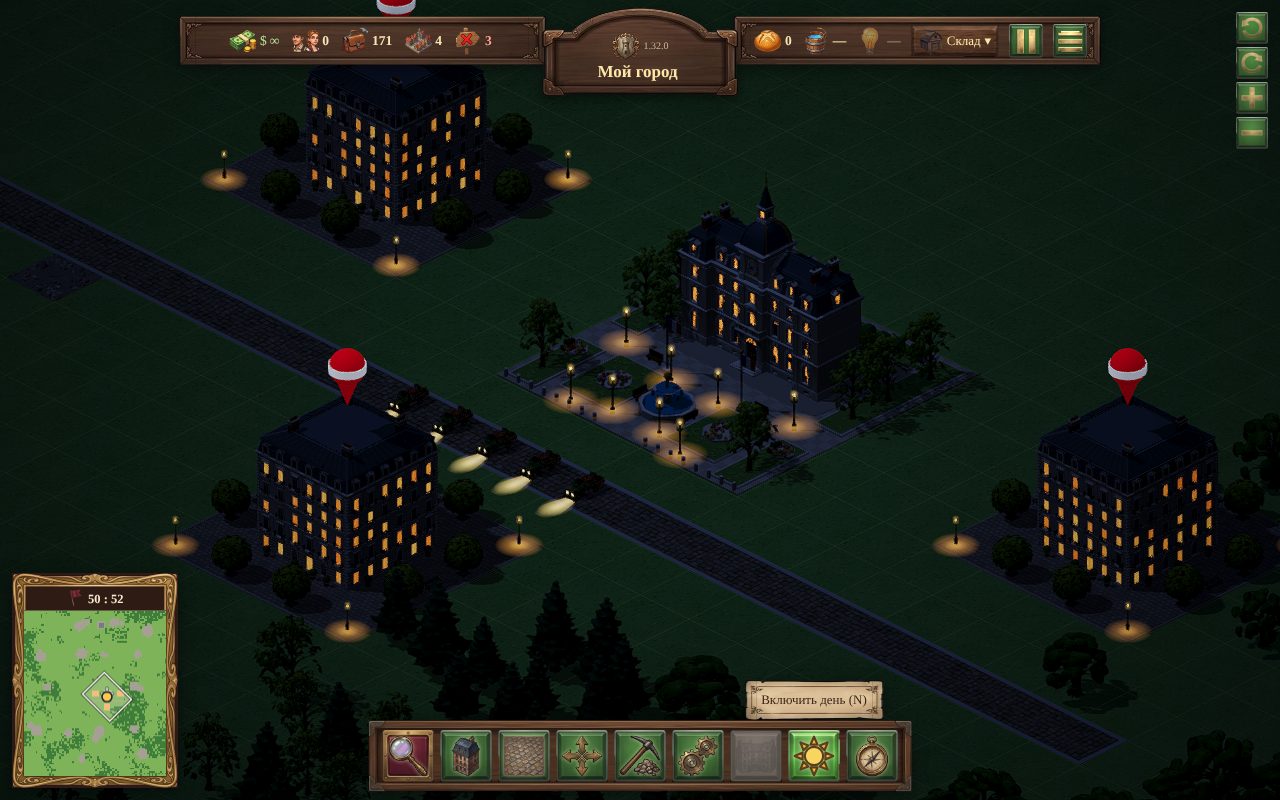 $ ∞ 0 171 4 3
1.32.0
Мой город
0 — — Склад ▾
50 : 52
Включить день (N)